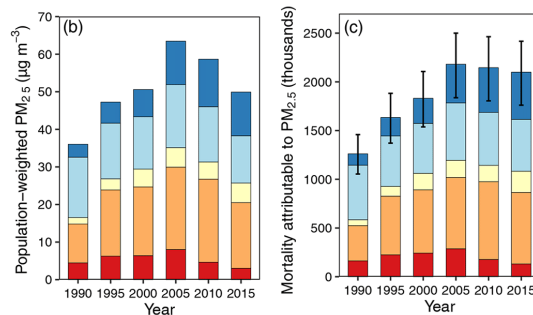 (b)
Population−weighted PM2.5 (µg m−3)
70
60
50
40
30
20
10
0
1990 1995 2000 2005 2010 2015
Year
(c)
Mortality attributable to PM2.5 (thousands)
2500
2000
1500
1000
500
0
1990 1995 2000 2005 2010 2015
Year